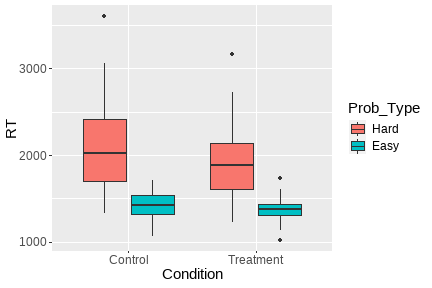 3000
2000
1000
RT
Control
Treatment
Condition
Prob_Type
Hard
Easy